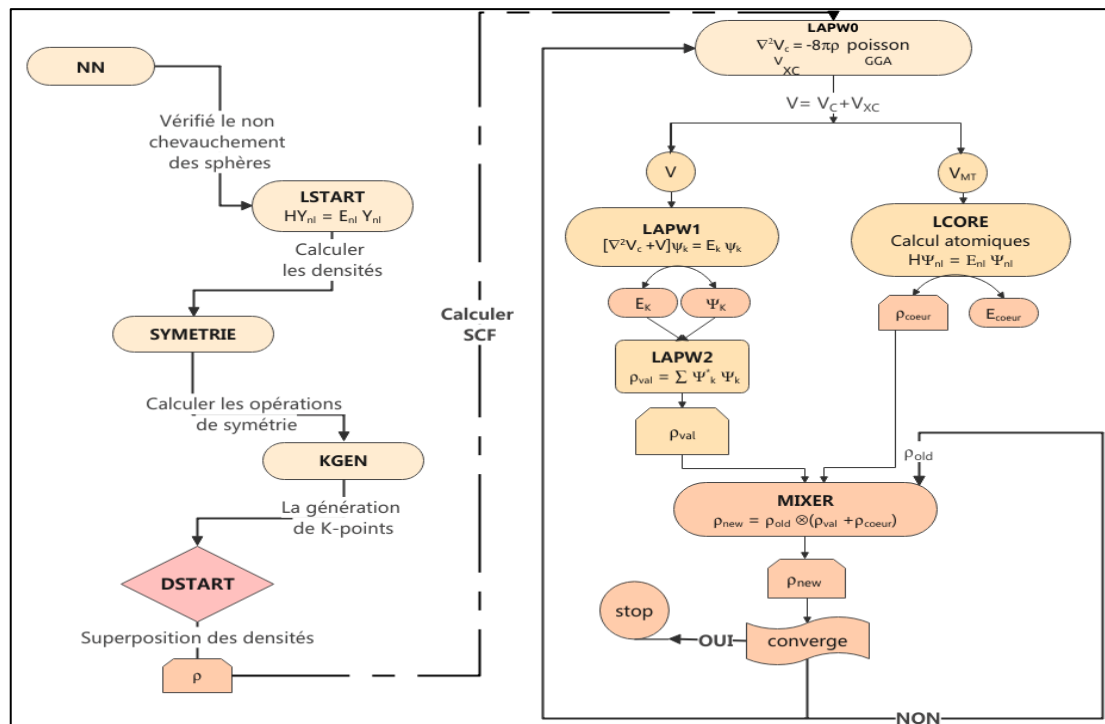 NN
Vérifié le non
chevauchement
des sphères
LSTART
HY_nl = E_nl Y_nl
Calculer
les densités
SYMETRIE
Calculer les opérations
de symétrie
KGEN
La génération
de K-points
DSTART
Superposition des densités
ρ
Calculer
SCF
LAPW0
∇²V_c = -8πρ poisson
V_XC GGA
V= V_C+V_XC
V
V_MT
LAPW1
[∇²V_c +V]ψ_k = E_k ψ_k
LCORE
Calcul atomiques
HΨ_nl = E_nl Ψ_nl
E_K
Ψ_K
ρ_coeur
E_coeur
LAPW2
ρ_val = ∑ Ψ*_k Ψ_k
ρ_val
ρ_old
MIXER
ρ_new = ρ_old ⊗(ρ_val +ρ_coeur)
ρ_new
stop
OUI
converge
NON